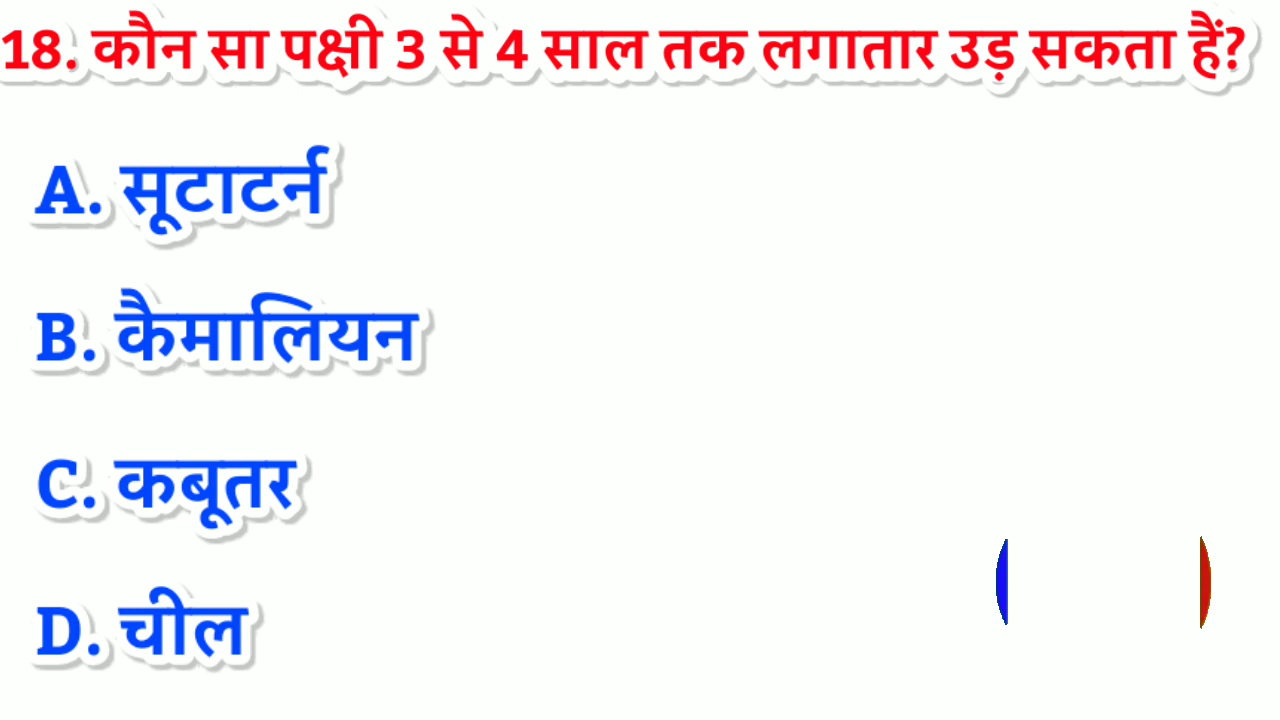 18. कौन सा पक्षी 3 से 4 साल तक लगातार उड़ सकता हैं?
A. सूटाटर्न
B. कैमालियन
C. कबूतर
D. चील